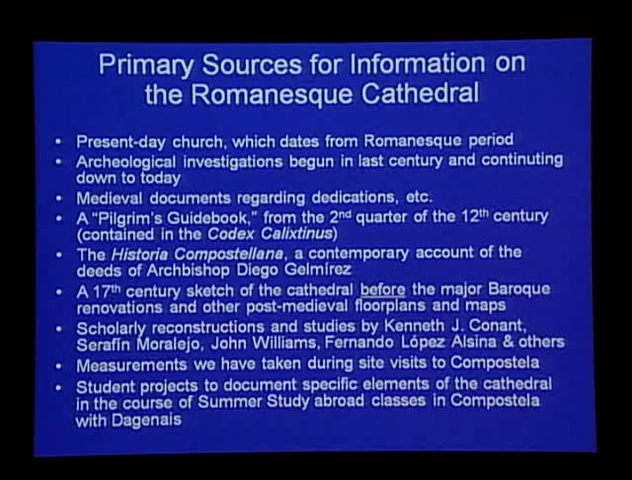 Primary Sources for Information on
the Romanesque Cathedral
• Present-day church, which dates from Romanesque period
• Archeological investigations begun in last century and continuting
down to today
• Medieval documents regarding dedications, etc.
• A "Pilgrim's Guidebook," from the 2nd quarter of the 12th century
(contained in the Codex Calixtinus)
• The Historia Compostellana, a contemporary account of the
deeds of Archbishop Diego Gelmírez
• A 17th century sketch of the cathedral before the major Baroque
renovations and other post-medieval floorplans and maps
• Scholarly reconstructions and studies by Kenneth J. Conant,
Serafín Moralejo, John Williams, Fernando López Alsina & others
• Measurements we have taken during site visits to Compostela
• Student projects to document specific elements of the cathedral
in the course of Summer Study abroad classes in Compostela
with Dagenais